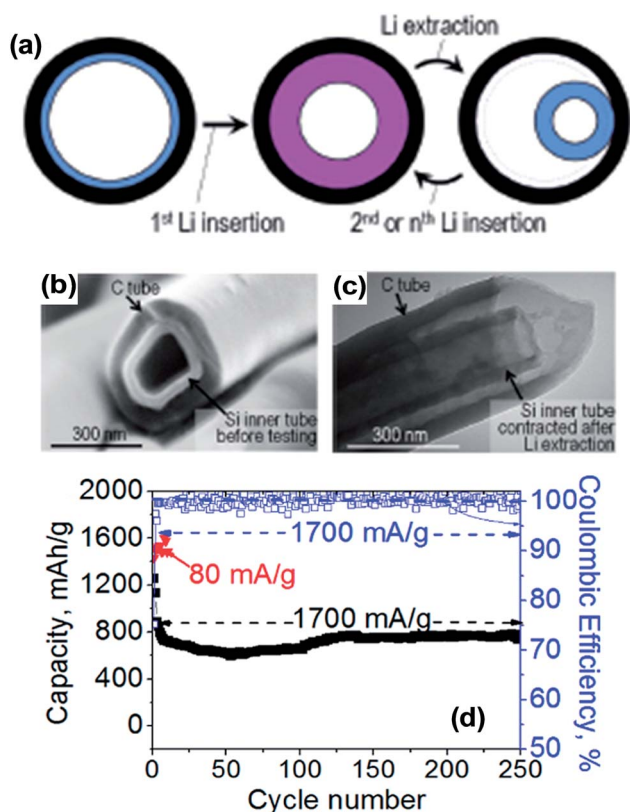 (a)
Li extraction
1st Li insertion
2nd or nth Li insertion
(b)
C tube
Si inner tube
before testing
300 nm
(c)
C tube
Si inner tube
contracted after
Li extraction
300 nm
2000
1600
1200
800
400
0
Capacity, mAh/g
1700 mA/g
80 mA/g
1700 mA/g
(d)
100
90
80
70
60
50
Coulombic Efficiency, %
0
50
100
150
200
250
Cycle number